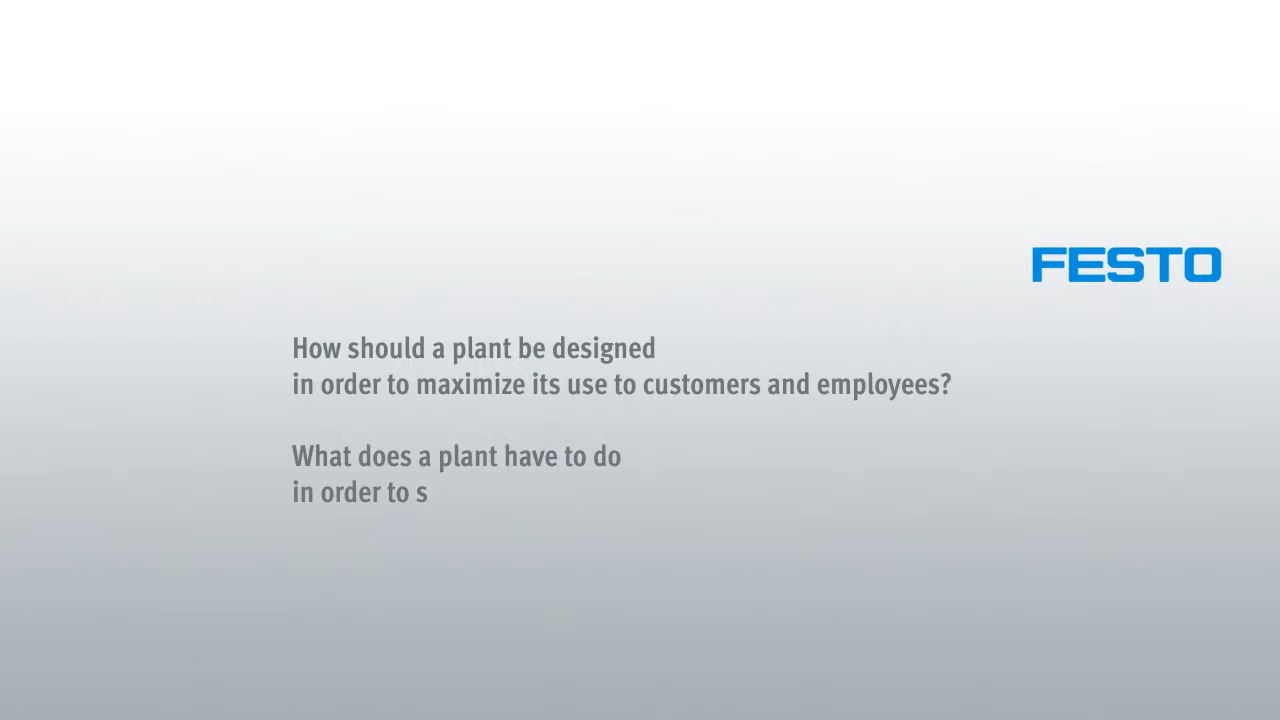 FESTO
How should a plant be designed
in order to maximize its use to customers and employees?
What does a plant have to do
in order to s